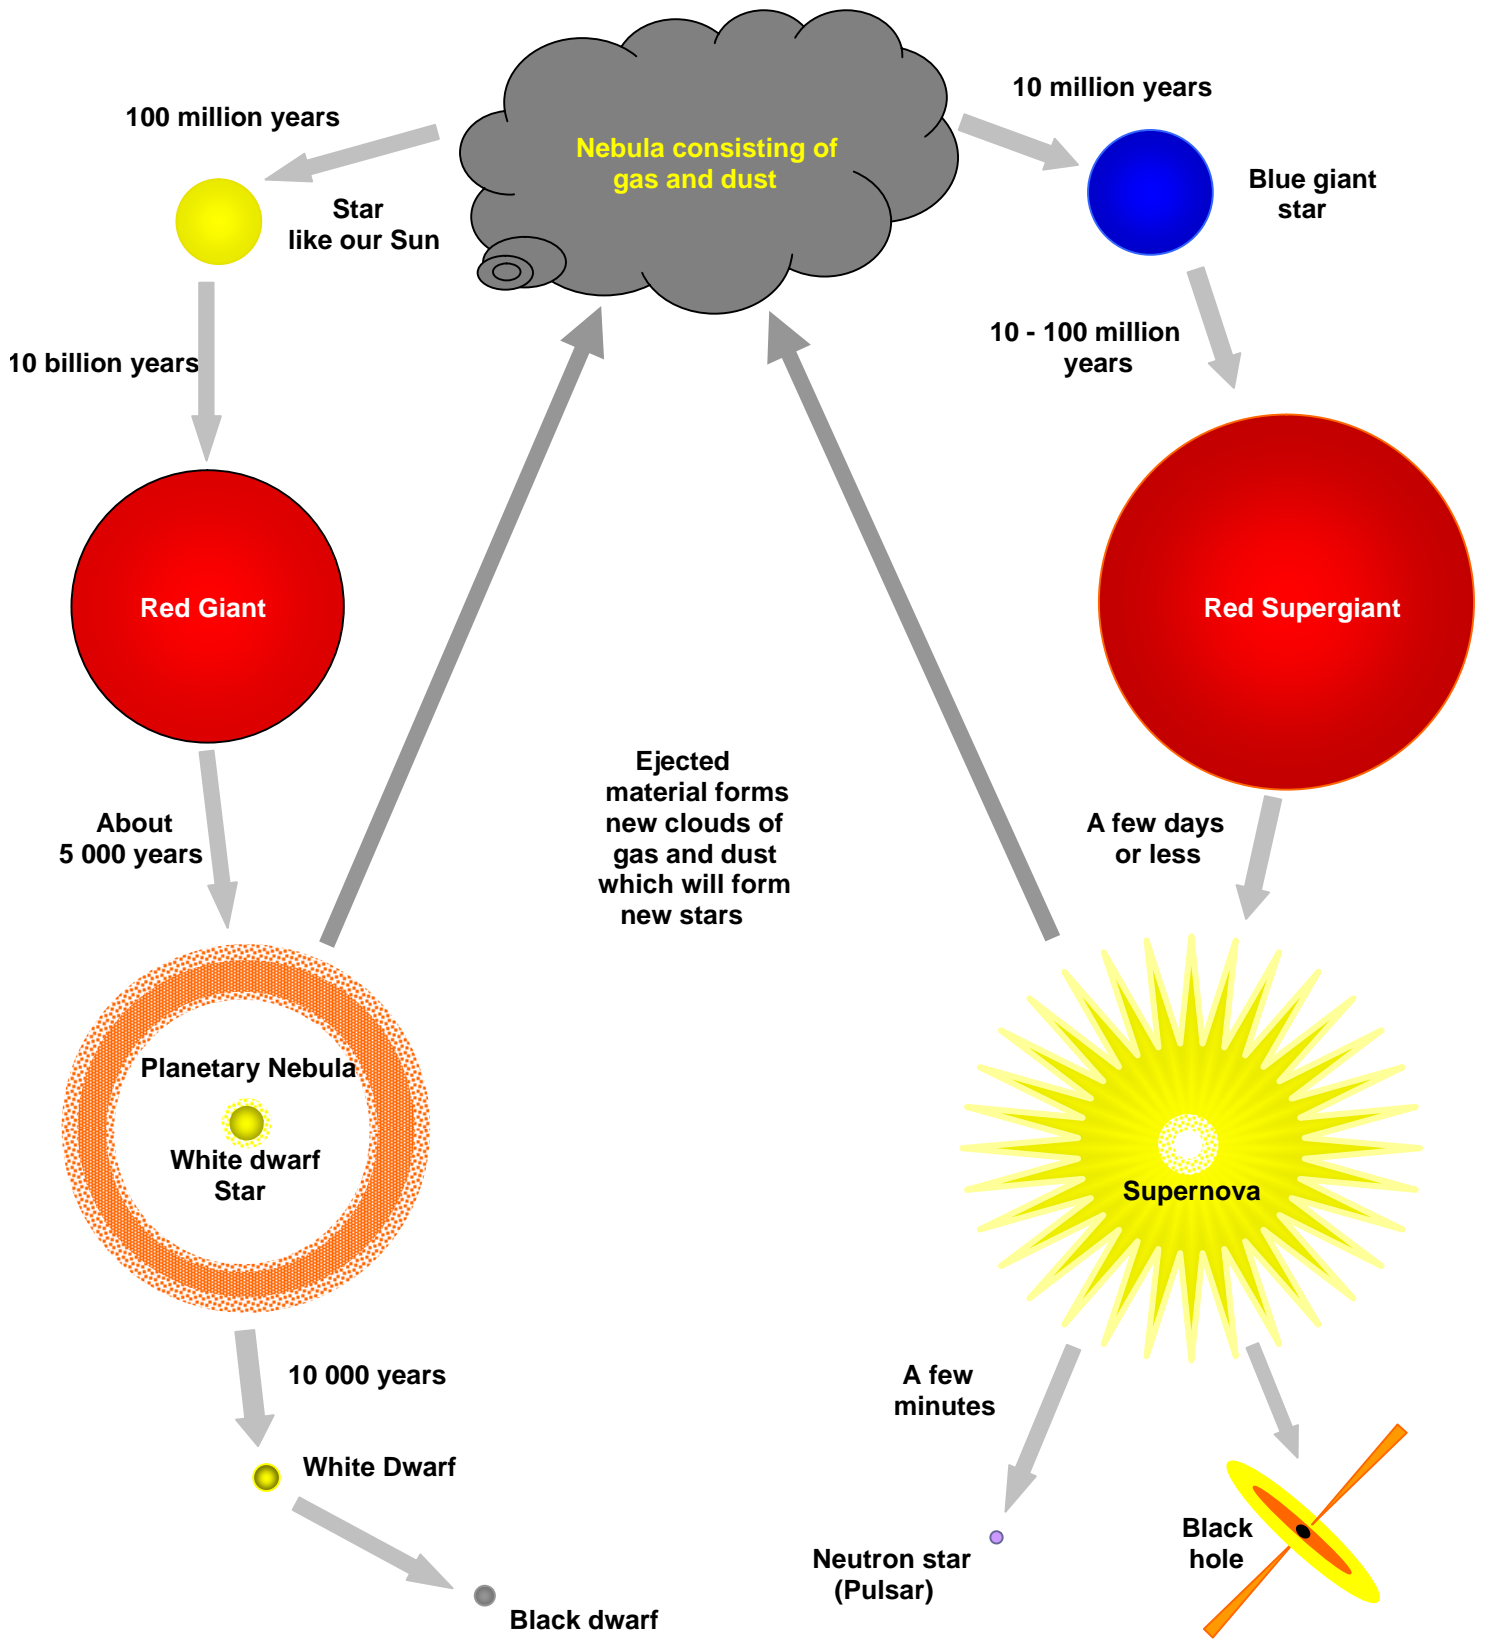 10 million years
100 million years
Nebula consisting of
gas and dust
Blue giant
star
Star
like our Sun
10 - 100 million
years
10 billion years
Red Giant
Red Supergiant
Ejected
material forms
new clouds of
gas and dust
which will form
new stars
About
5 000 years
A few days
or less
Planetary Nebula
White dwarf
Star
Supernova
10 000 years
A few
minutes
White Dwarf
Black
hole
Neutron star
(Pulsar)
Black dwarf